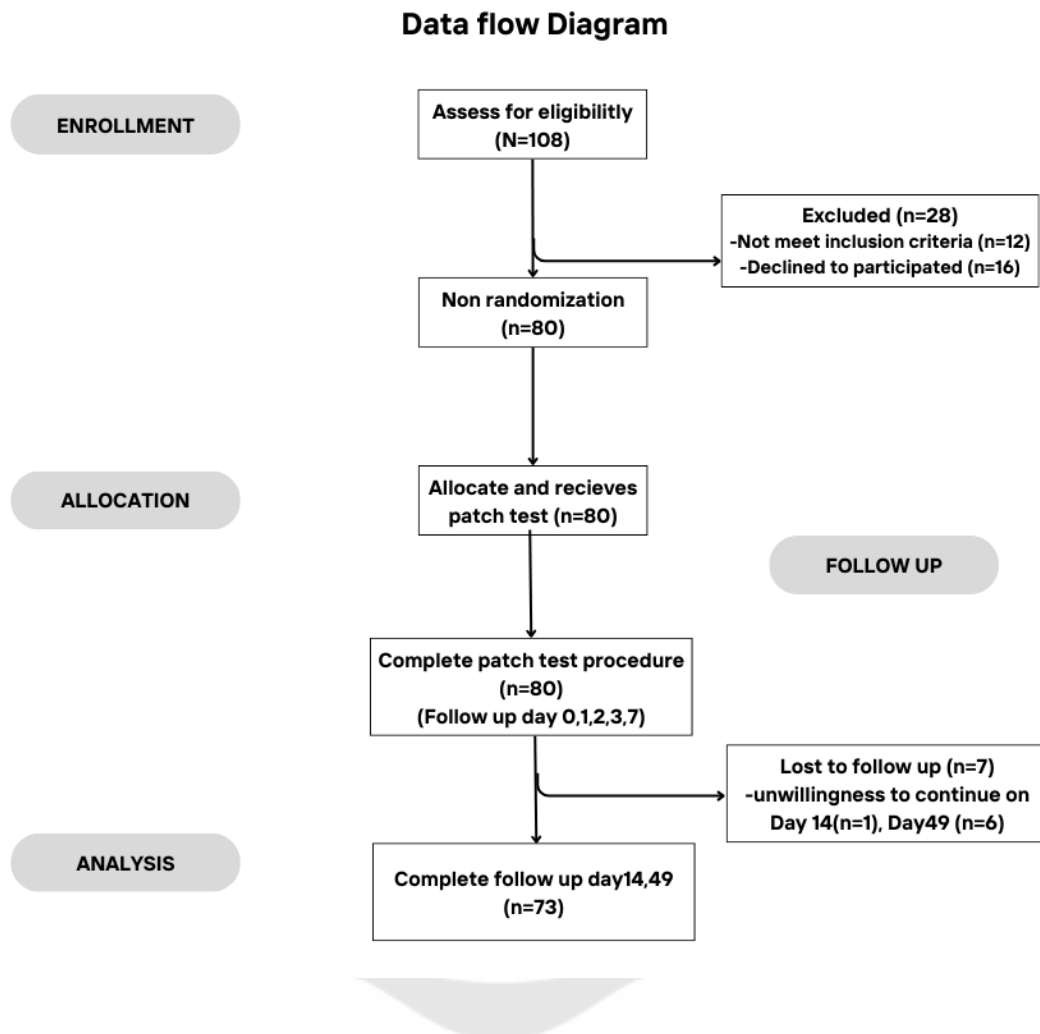 Data flow Diagram
ENROLLMENT
Assess for eligibilitly
(N=108)
Excluded (n=28)
-Not meet inclusion criteria (n=12)
-Declined to participated (n=16)
Non randomization
(n=80)
ALLOCATION
Allocate and recieves
patch test (n=80)
FOLLOW UP
Complete patch test procedure
(n=80)
(Follow up day 0,1,2,3,7)
Lost to follow up (n=7)
-unwillingness to continue on
Day 14(n=1), Day49 (n=6)
ANALYSIS
Complete follow up day14,49
(n=73)